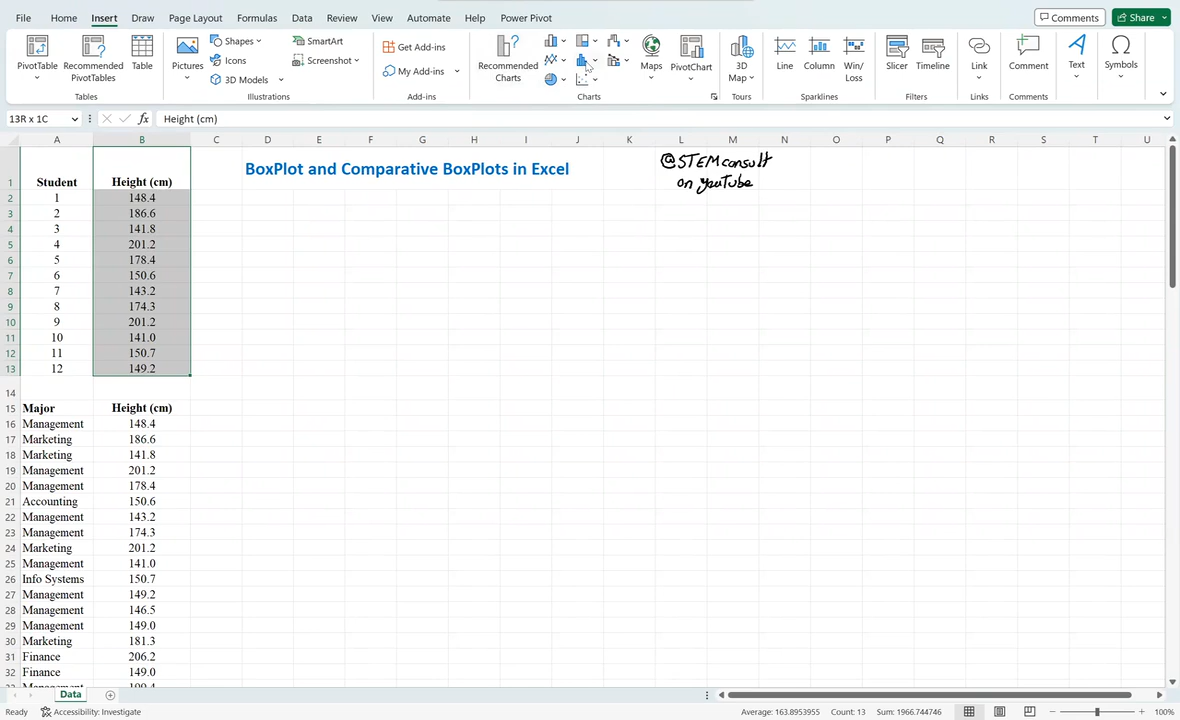 File Home Insert Draw Page Layout Formulas Data Review View Automate Help Power Pivot Comments Share
PivotTable Recommended PivotTables Table
Tables
Pictures Shapes Icons 3D Models SmartArt Screenshot
Illustrations
Get Add-ins
My Add-ins
Add-ins
Recommended Charts Maps PivotChart
Charts
3D Map
Tours
Line Column Win/ Loss
Sparklines
Slicer Timeline
Filters
Link
Links
Comment
Comments
Text
Symbols
13R x 1C fx Height (cm)
A B C D E F G H I J K L M N O P Q R S T U
BoxPlot and Comparative BoxPlots in Excel
@STEMconsult
on YouTube
1 Student Height (cm)
2 1 148.4
3 2 186.6
4 3 141.8
5 4 201.2
6 5 178.4
7 6 150.6
8 7 143.2
9 8 174.3
10 9 201.2
11 10 141.0
12 11 150.7
13 12 149.2
14
15 Major Height (cm)
16 Management 148.4
17 Marketing 186.6
18 Marketing 141.8
19 Management 201.2
20 Management 178.4
21 Accounting 150.6
22 Management 143.2
23 Management 174.3
24 Marketing 201.2
25 Management 141.0
26 Info Systems 150.7
27 Management 149.2
28 Management 146.5
29 Management 149.0
30 Marketing 181.3
31 Finance 206.2
32 Finance 149.0
Data
Ready Accessibility: Investigate Average: 163.8953955 Count: 13 Sum: 1966.744746 100%